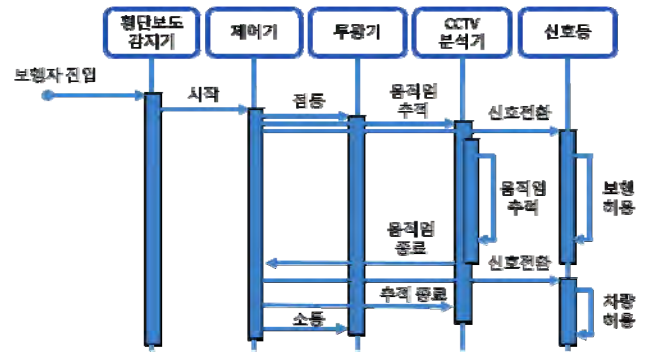 횡단보도
감지기
제어기
투광기
CCTV
분석기
신호등
보행자 진입
시작
점등
움직임
추적
신호전환
움직임
추적
보행
허용
움직임
종료
신호전환
추적 종료
차량
허용
소등